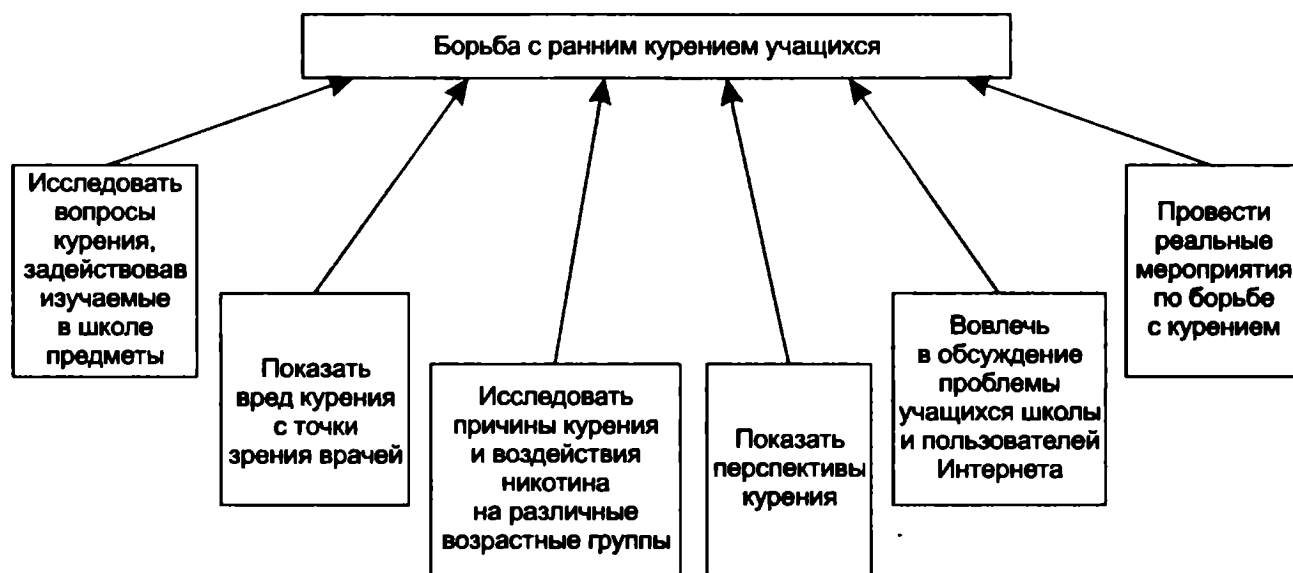 Борьба с ранним курением учащихся
Исследовать
вопросы
курения,
задействовав
изучаемые
в школе
предметы
Показать
вред курения
с точки
зрения врачей
Исследовать
причины курения
и воздействия
никотина
на различные
возрастные группы
Показать
перспективы
курения
Вовлечь
в обсуждение
проблемы
учащихся школы
и пользователей
Интернета
Провести
реальные
мероприятия
по борьбе
с курением